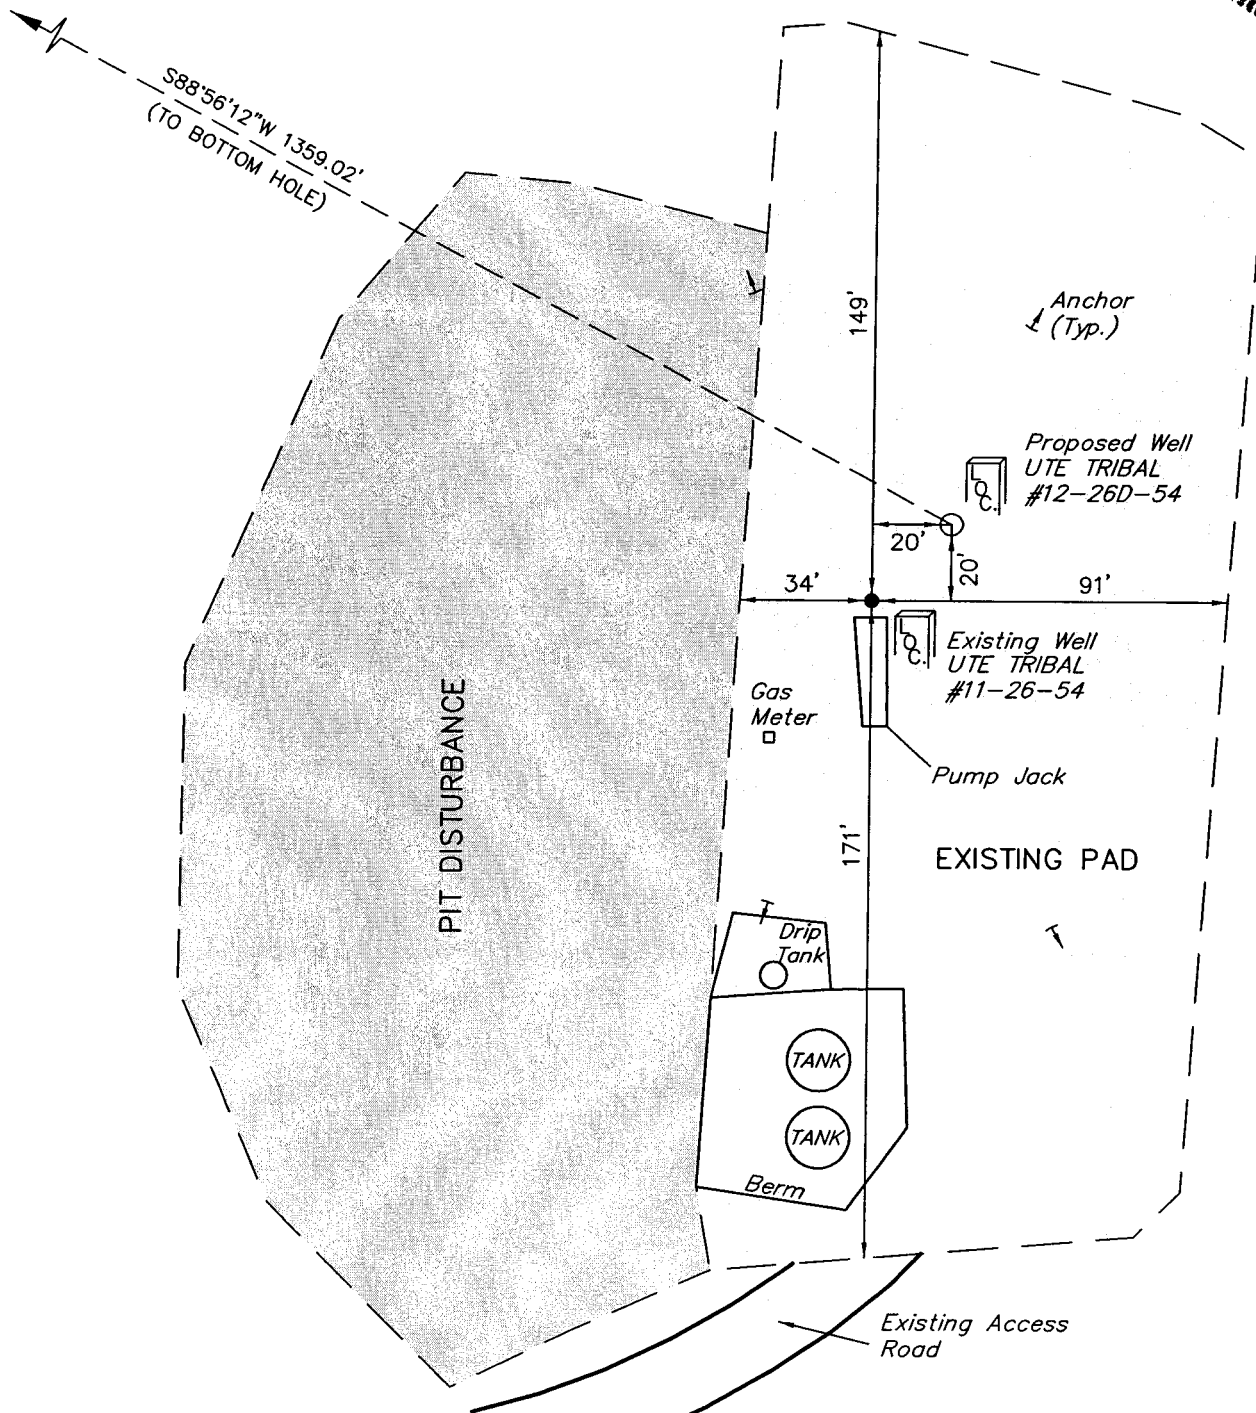 S88°56'12"W 1359.02'
(TO BOTTOM HOLE)
149'
Anchor
(Typ.)
Proposed Well
UTE TRIBAL
#12-26D-54
LOC.
20'
20'
34'
91'
LOC.
Existing Well
UTE TRIBAL
#11-26-54
Gas
Meter
Pump Jack
PIT DISTURBANCE
171'
EXISTING PAD
Drip
Tank
TANK
TANK
Berm
Existing Access
Road